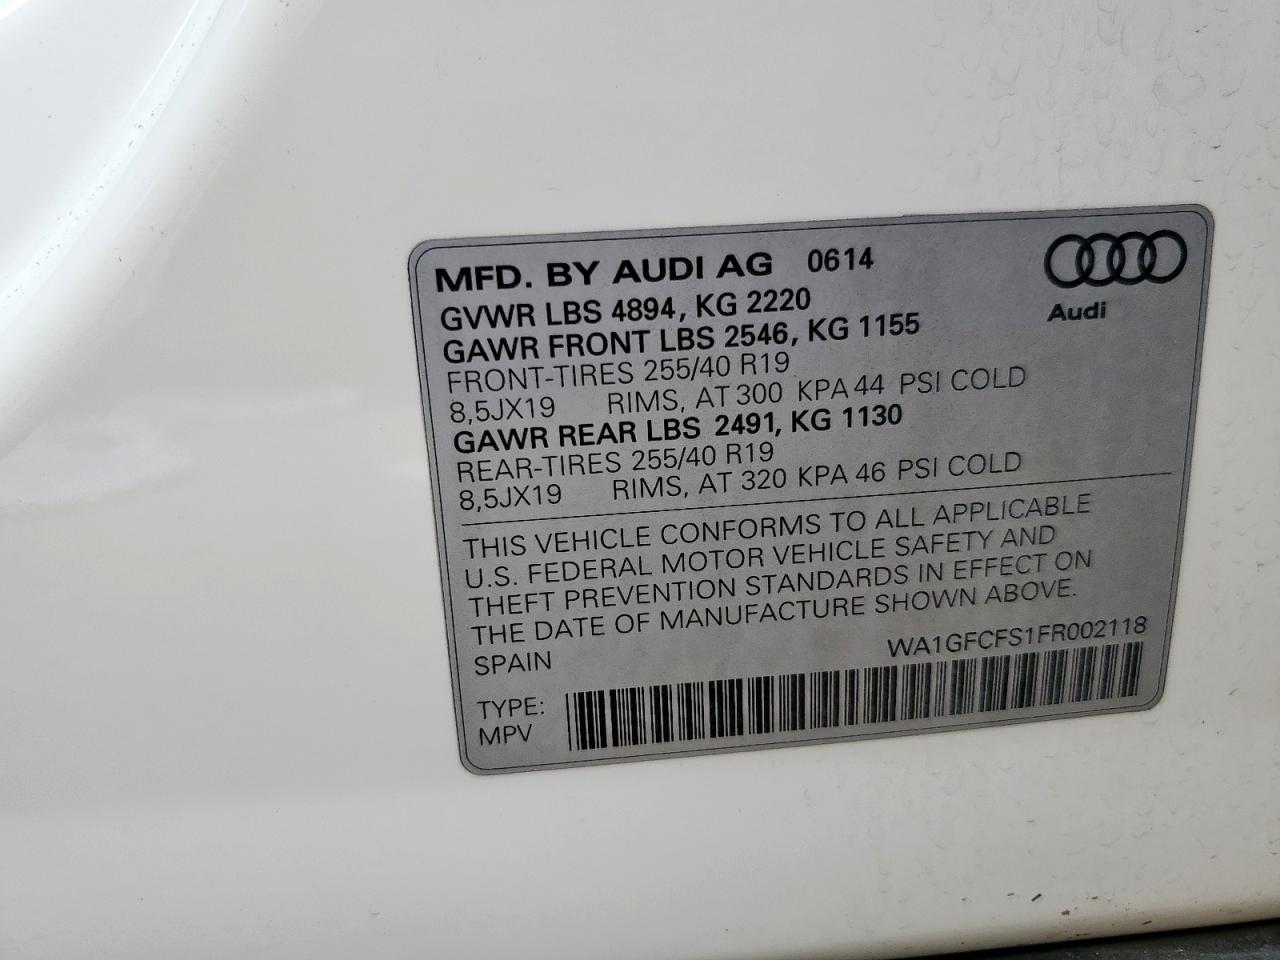 MFD. BY AUDI AG 0614
Audi
GVWR LBS 4894, KG 2220
GAWR FRONT LBS 2546, KG 1155
FRONT-TIRES 255/40 R19
8,5JX19 RIMS, AT 300 KPA 44 PSI COLD
GAWR REAR LBS 2491, KG 1130
REAR-TIRES 255/40 R19
8,5JX19 RIMS, AT 320 KPA 46 PSI COLD
THIS VEHICLE CONFORMS TO ALL APPLICABLE
U.S. FEDERAL MOTOR VEHICLE SAFETY AND
THEFT PREVENTION STANDARDS IN EFFECT ON
THE DATE OF MANUFACTURE SHOWN ABOVE.
SPAIN WA1GFCFS1FR002118
TYPE:
MPV